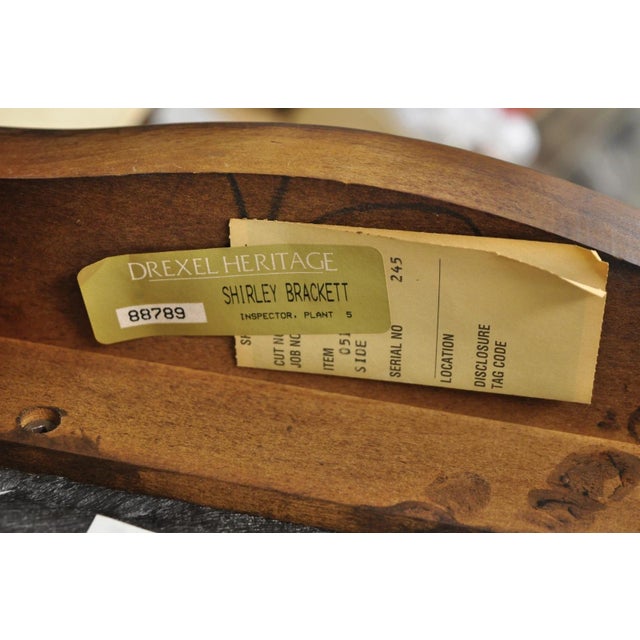 DREXEL HERITAGE
SHIRLEY BRACKETT
88789
INSPECTOR, PLANT 5
CUT NO
JOB NO
ITEM
SIDE
SERIAL NO 245
LOCATION
DISCLOSURE
TAG CODE